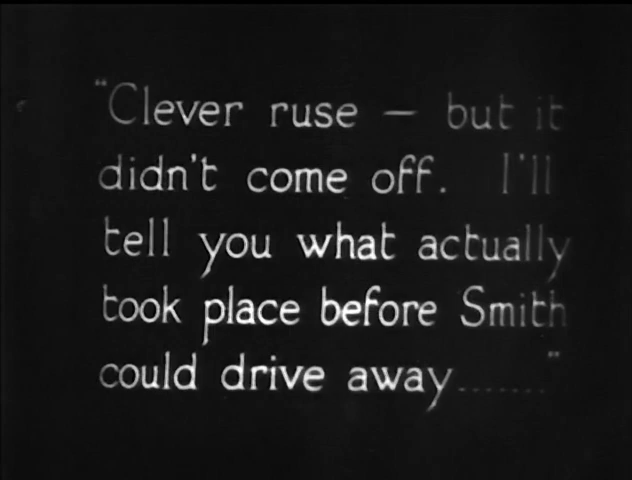 "Clever ruse — but it
didn't come off. I'll
tell you what actually
took place before Smith
could drive away......."